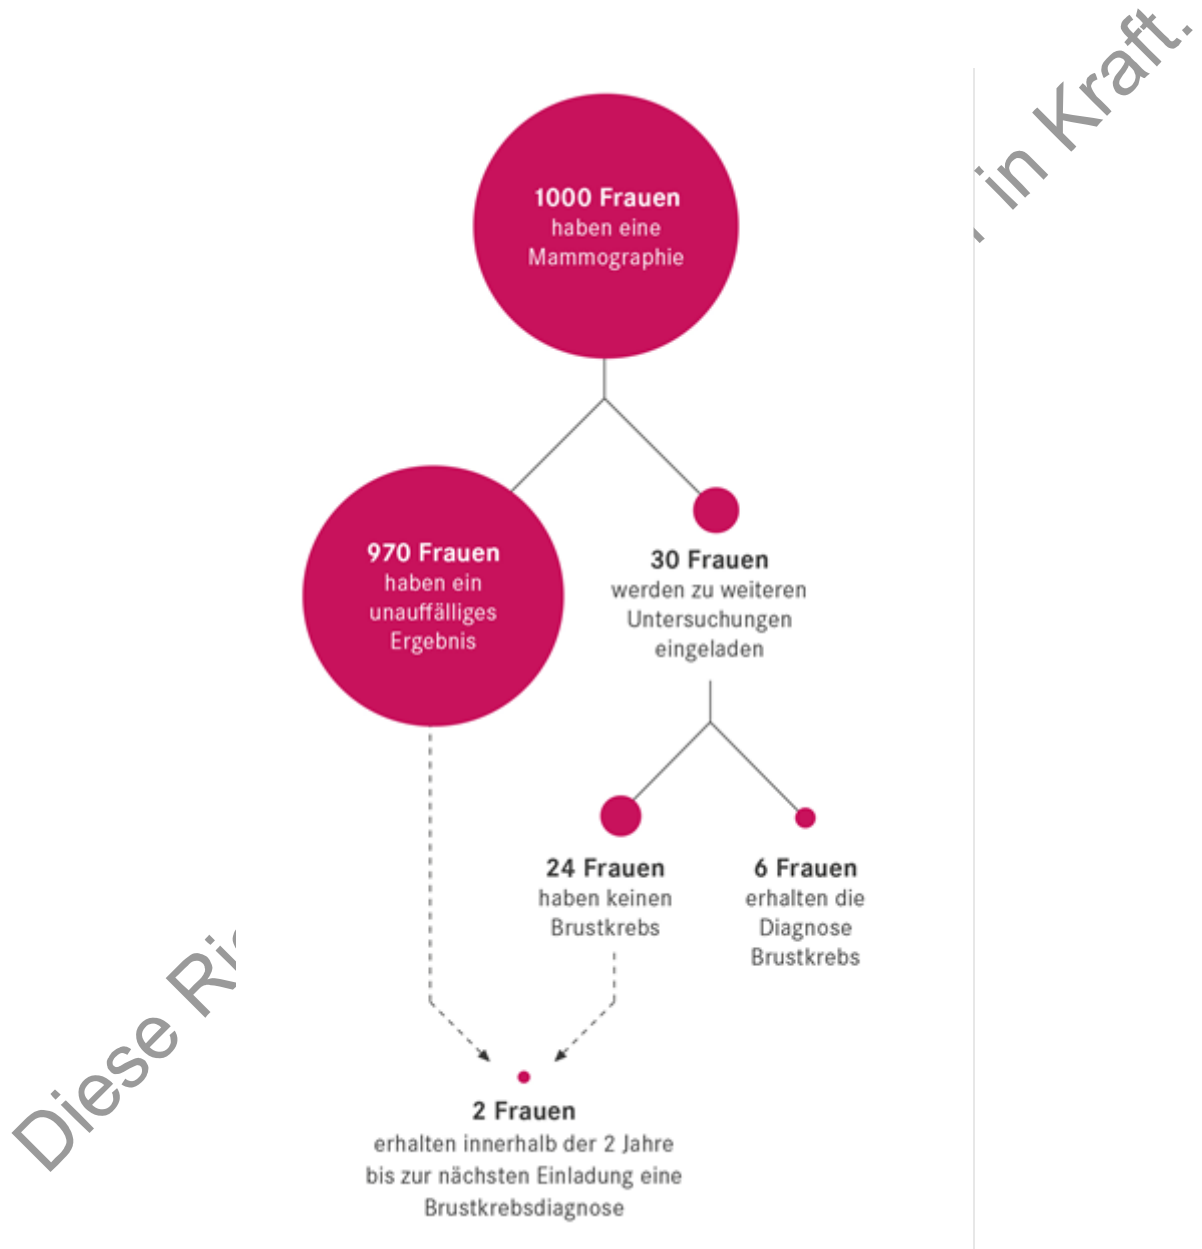 in Kraft.
1000 Frauen
haben eine
Mammographie
970 Frauen
haben ein
unauffälliges
Ergebnis
30 Frauen
werden zu weiteren
Untersuchungen
eingeladen
24 Frauen
haben keinen
Brustkrebs
6 Frauen
erhalten die
Diagnose
Brustkrebs
2 Frauen
erhalten innerhalb der 2 Jahre
bis zur nächsten Einladung eine
Brustkrebsdiagnose
Diese